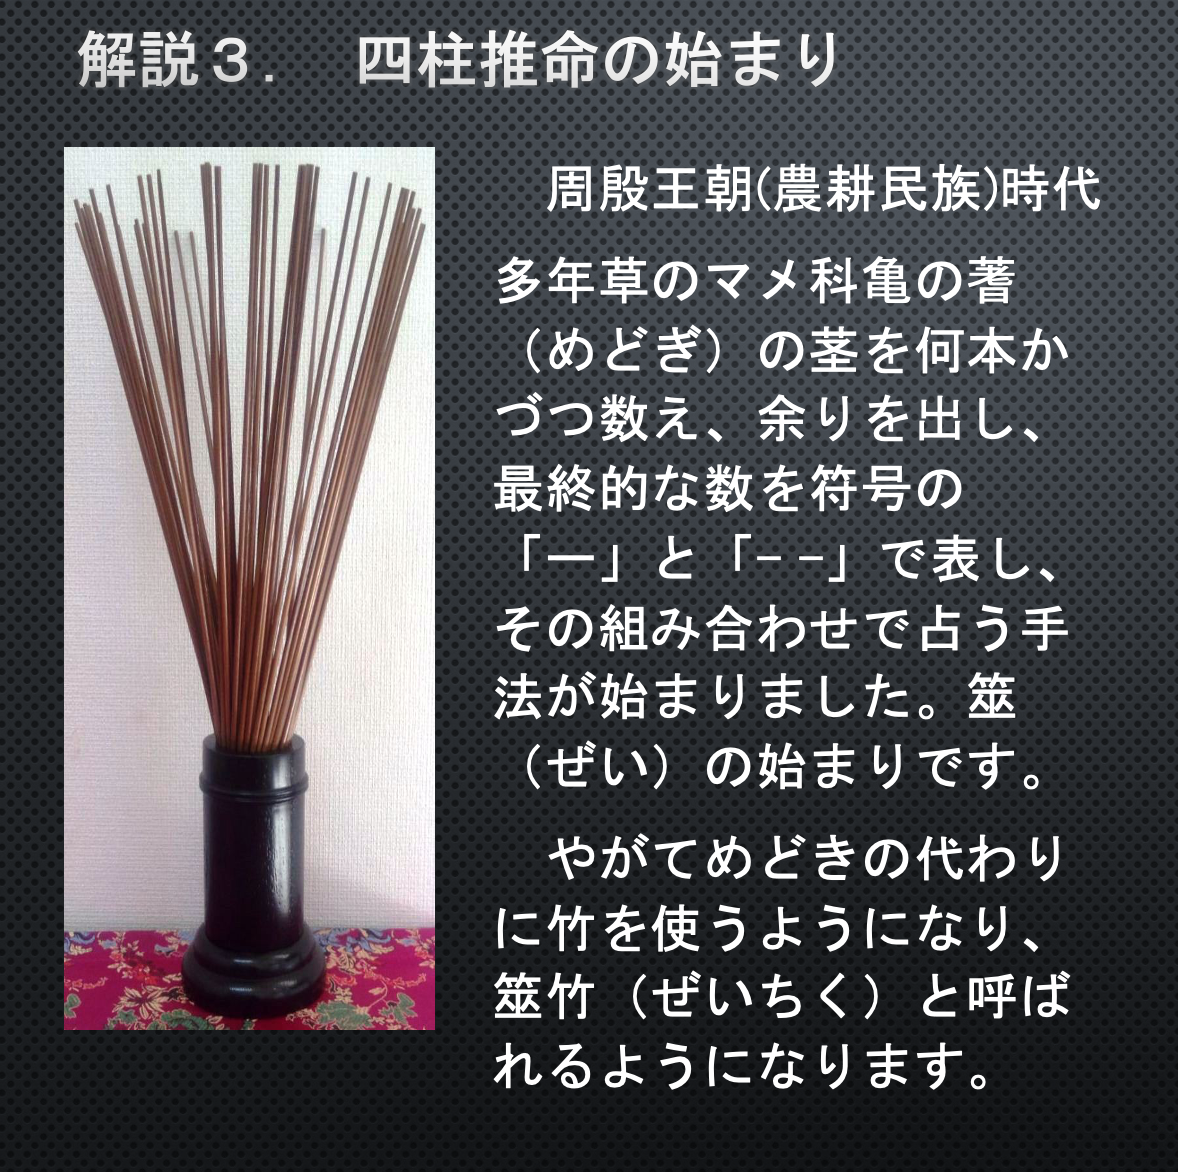 解説３.　四柱推命の始まり
周殷王朝(農耕民族)時代
多年草のマメ科亀の蓍
（めどぎ）の茎を何本か
づつ数え、余りを出し、
最終的な数を符号の
「―」と「− −」で表し、
その組み合わせで占う手
法が始まりました。筮
（ぜい）の始まりです。
やがてめどきの代わり
に竹を使うようになり、
筮竹（ぜいちく）と呼ば
れるようになります。